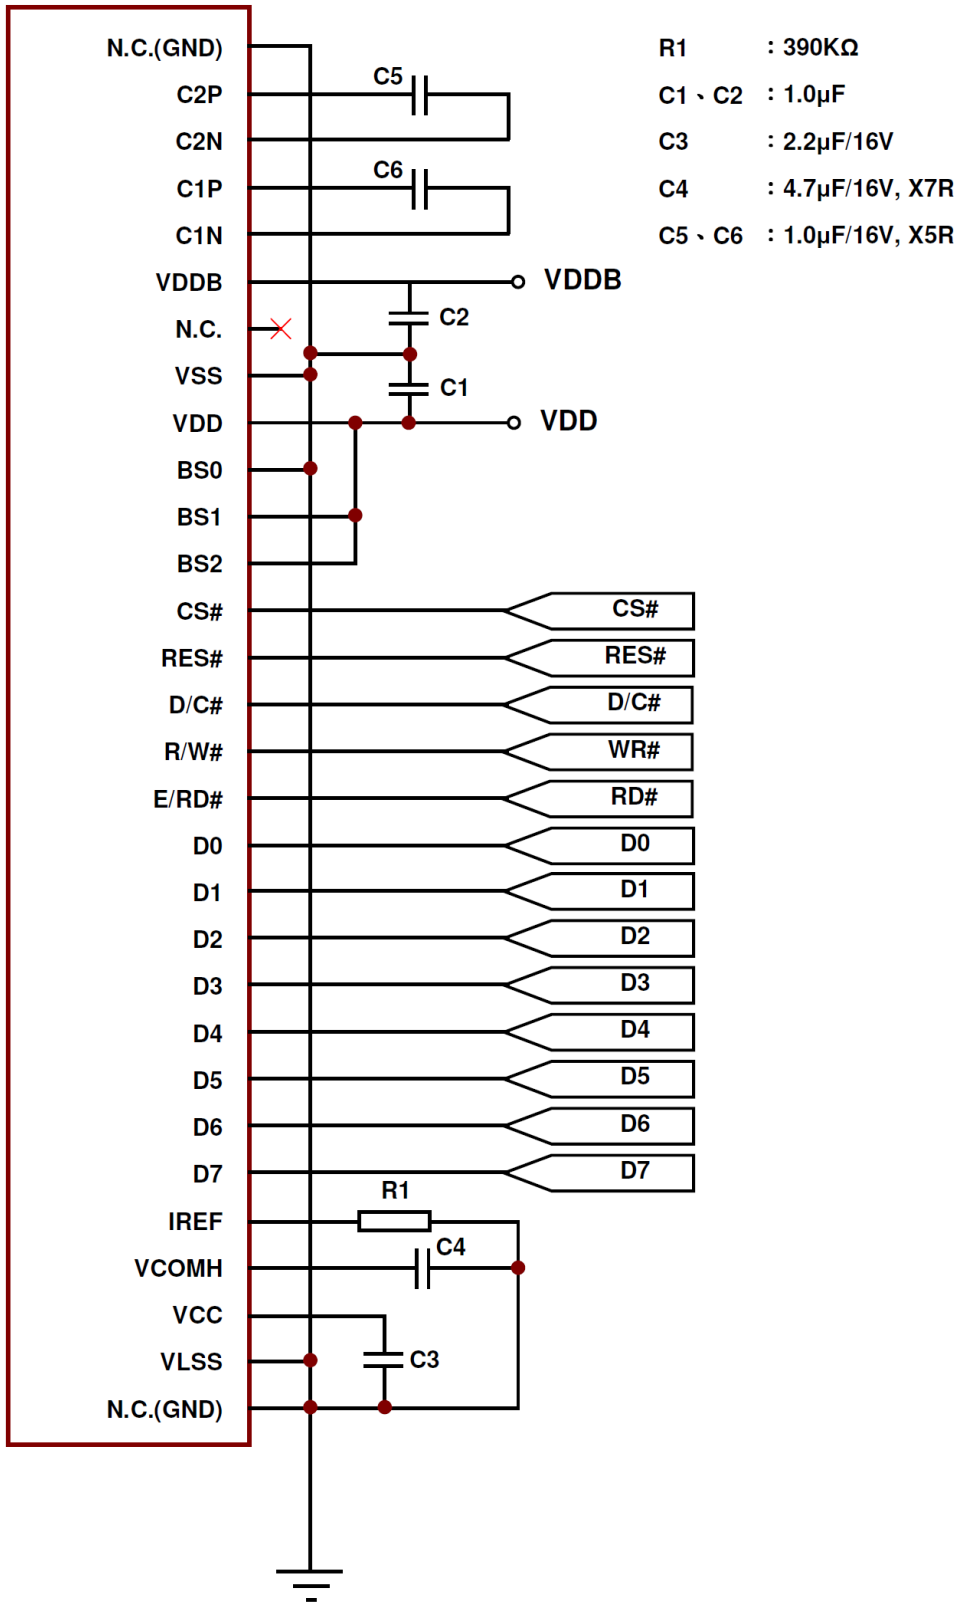 N.C.(GND)
C2P
C2N
C1P
C1N
VDDB
N.C.
VSS
VDD
BS0
BS1
BS2
CS#
RES#
D/C#
R/W#
E/RD#
D0
D1
D2
D3
D4
D5
D6
D7
IREF
VCOMH
VCC
VLSS
N.C.(GND)
C5
C6
VDDB
C2
C1
VDD
CS#
RES#
D/C#
WR#
RD#
D0
D1
D2
D3
D4
D5
D6
D7
R1
C4
C3
R1 : 390KΩ
C1、C2 : 1.0μF
C3 : 2.2μF/16V
C4 : 4.7μF/16V, X7R
C5、C6 : 1.0μF/16V, X5R